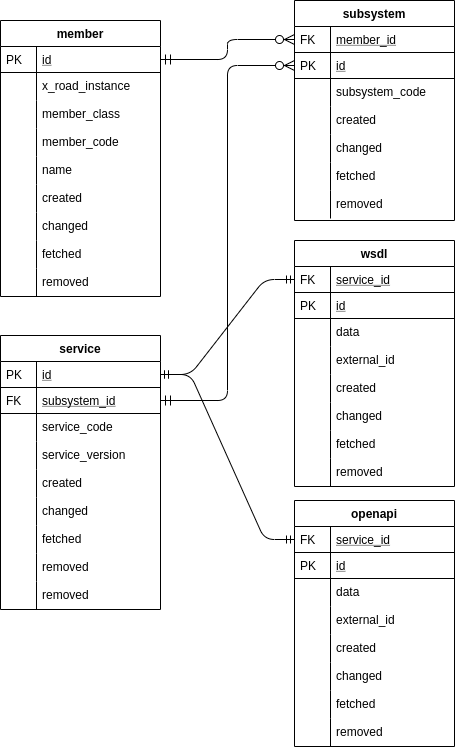 member
PK id
x_road_instance
member_class
member_code
name
created
changed
fetched
removed
subsystem
FK member_id
PK id
subsystem_code
created
changed
fetched
removed
service
PK id
FK subsystem_id
service_code
service_version
created
changed
fetched
removed
removed
wsdl
FK service_id
PK id
data
external_id
created
changed
fetched
removed
openapi
FK service_id
PK id
data
external_id
created
changed
fetched
removed